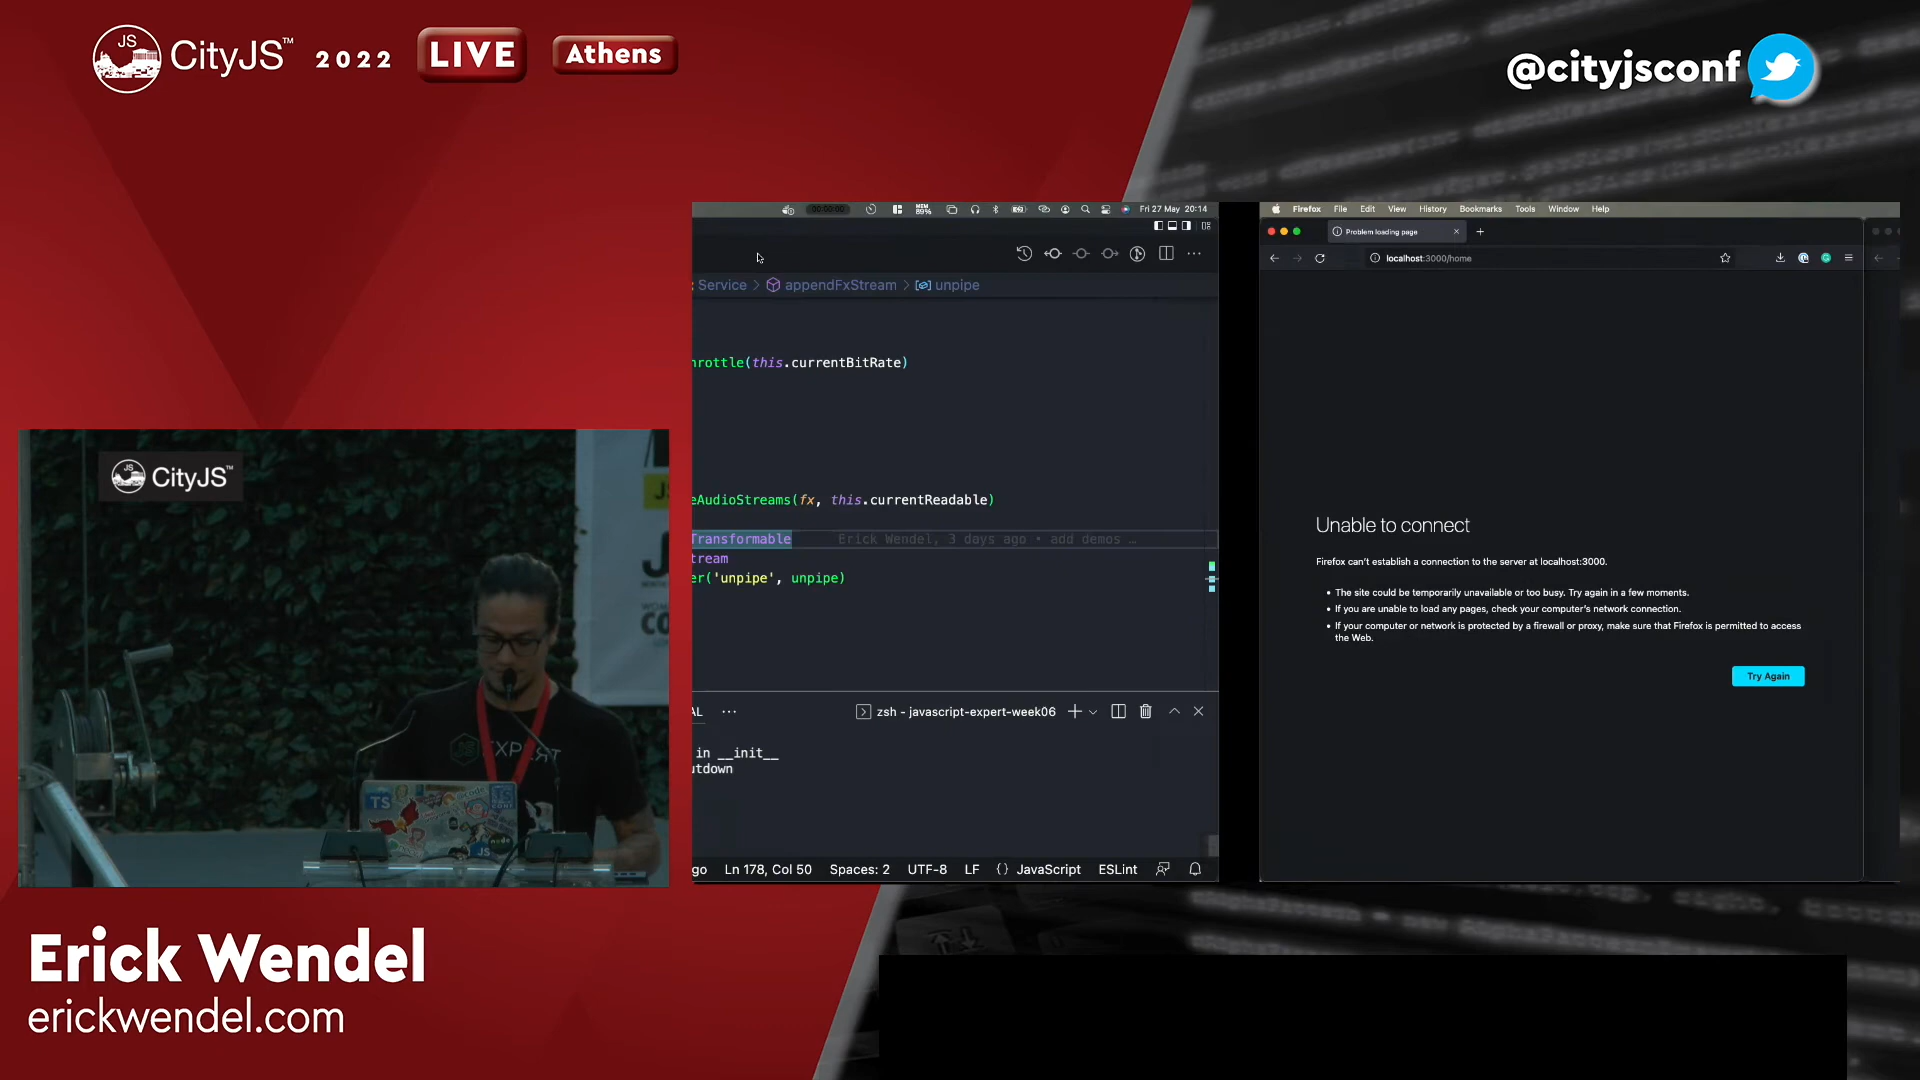 JS CityJS™ 2022 LIVE Athens
@cityjsconf
Fri 27 May 20:14
Service > appendFxStream > unpipe
hrottle(this.currentBitRate)
eAudioStreams(fx, this.currentReadable)
Transformable Erick Wendel, 3 days ago • add demos …
tream
er('unpipe', unpipe)
AL ··· zsh - javascript-expert-week06
in __init__
utdown
go Ln 178, Col 50 Spaces: 2 UTF-8 LF {} JavaScript ESLint
Firefox File Edit View History Bookmarks Tools Window Help
Problem loading page
localhost:3000/home
Unable to connect
Firefox can't establish a connection to the server at localhost:3000.
• The site could be temporarily unavailable or too busy. Try again in a few moments.
• If you are unable to load any pages, check your computer's network connection.
• If your computer or network is protected by a firewall or proxy, make sure that Firefox is permitted to access
the Web.
Try Again
JS CityJS™
JS EXPERT
TS
node
JS
Erick Wendel
erickwendel.com